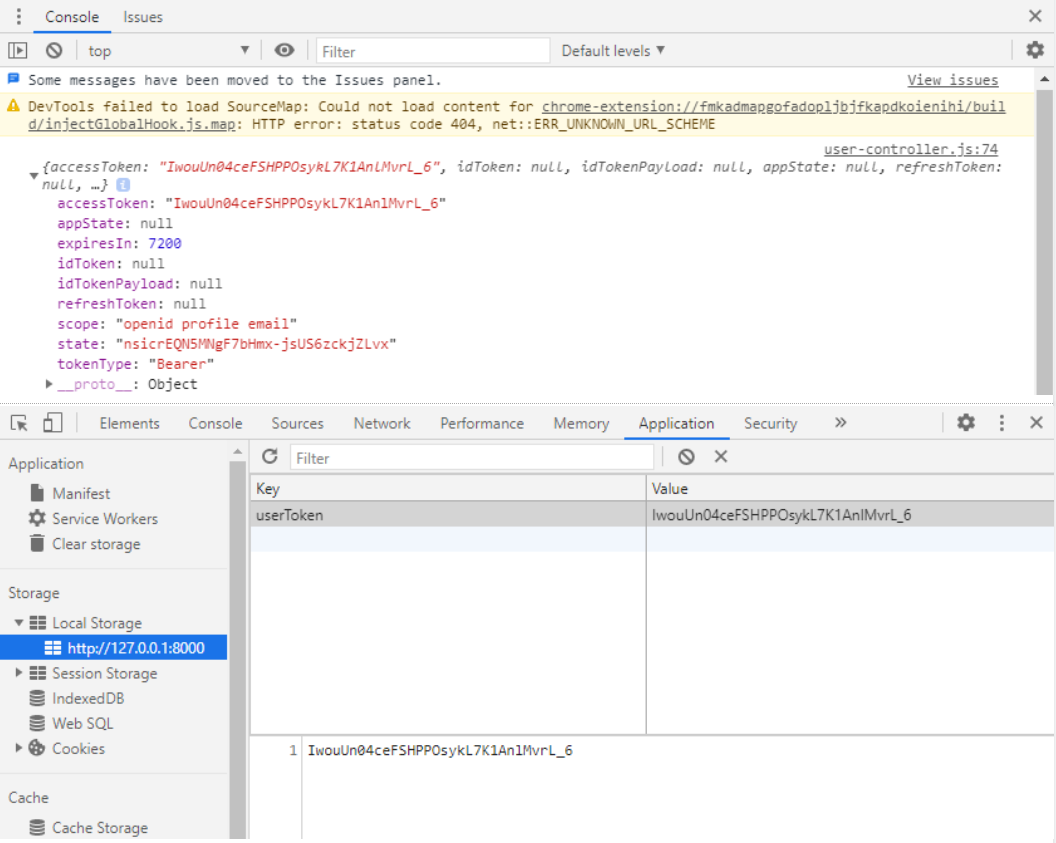 Console Issues
top Filter Default levels
Some messages have been moved to the Issues panel. View issues
DevTools failed to load SourceMap: Could not load content for chrome-extension://fmkadmapgofadopljbjfkapdkoienihi/buil
d/injectGlobalHook.js.map: HTTP error: status code 404, net::ERR_UNKNOWN_URL_SCHEME
user-controller.js:74
{accessToken: "IwouUn04ceFSHPPOsykL7K1AnlMvrL_6", idToken: null, idTokenPayload: null, appState: null, refreshToken:
null, …}
accessToken: "IwouUn04ceFSHPPOsykL7K1AnlMvrL_6"
appState: null
expiresIn: 7200
idToken: null
idTokenPayload: null
refreshToken: null
scope: "openid profile email"
state: "nsicrEQN5MNgF7bHmx-jsUS6zckjZLvx"
tokenType: "Bearer"
__proto__: Object
Elements Console Sources Network Performance Memory Application Security
Application
Manifest
Service Workers
Clear storage
Storage
Local Storage
http://127.0.0.1:8000
Session Storage
IndexedDB
Web SQL
Cookies
Cache
Cache Storage
Filter
Key Value
userToken IwouUn04ceFSHPPOsykL7K1AnlMvrL_6
1 IwouUn04ceFSHPPOsykL7K1AnlMvrL_6